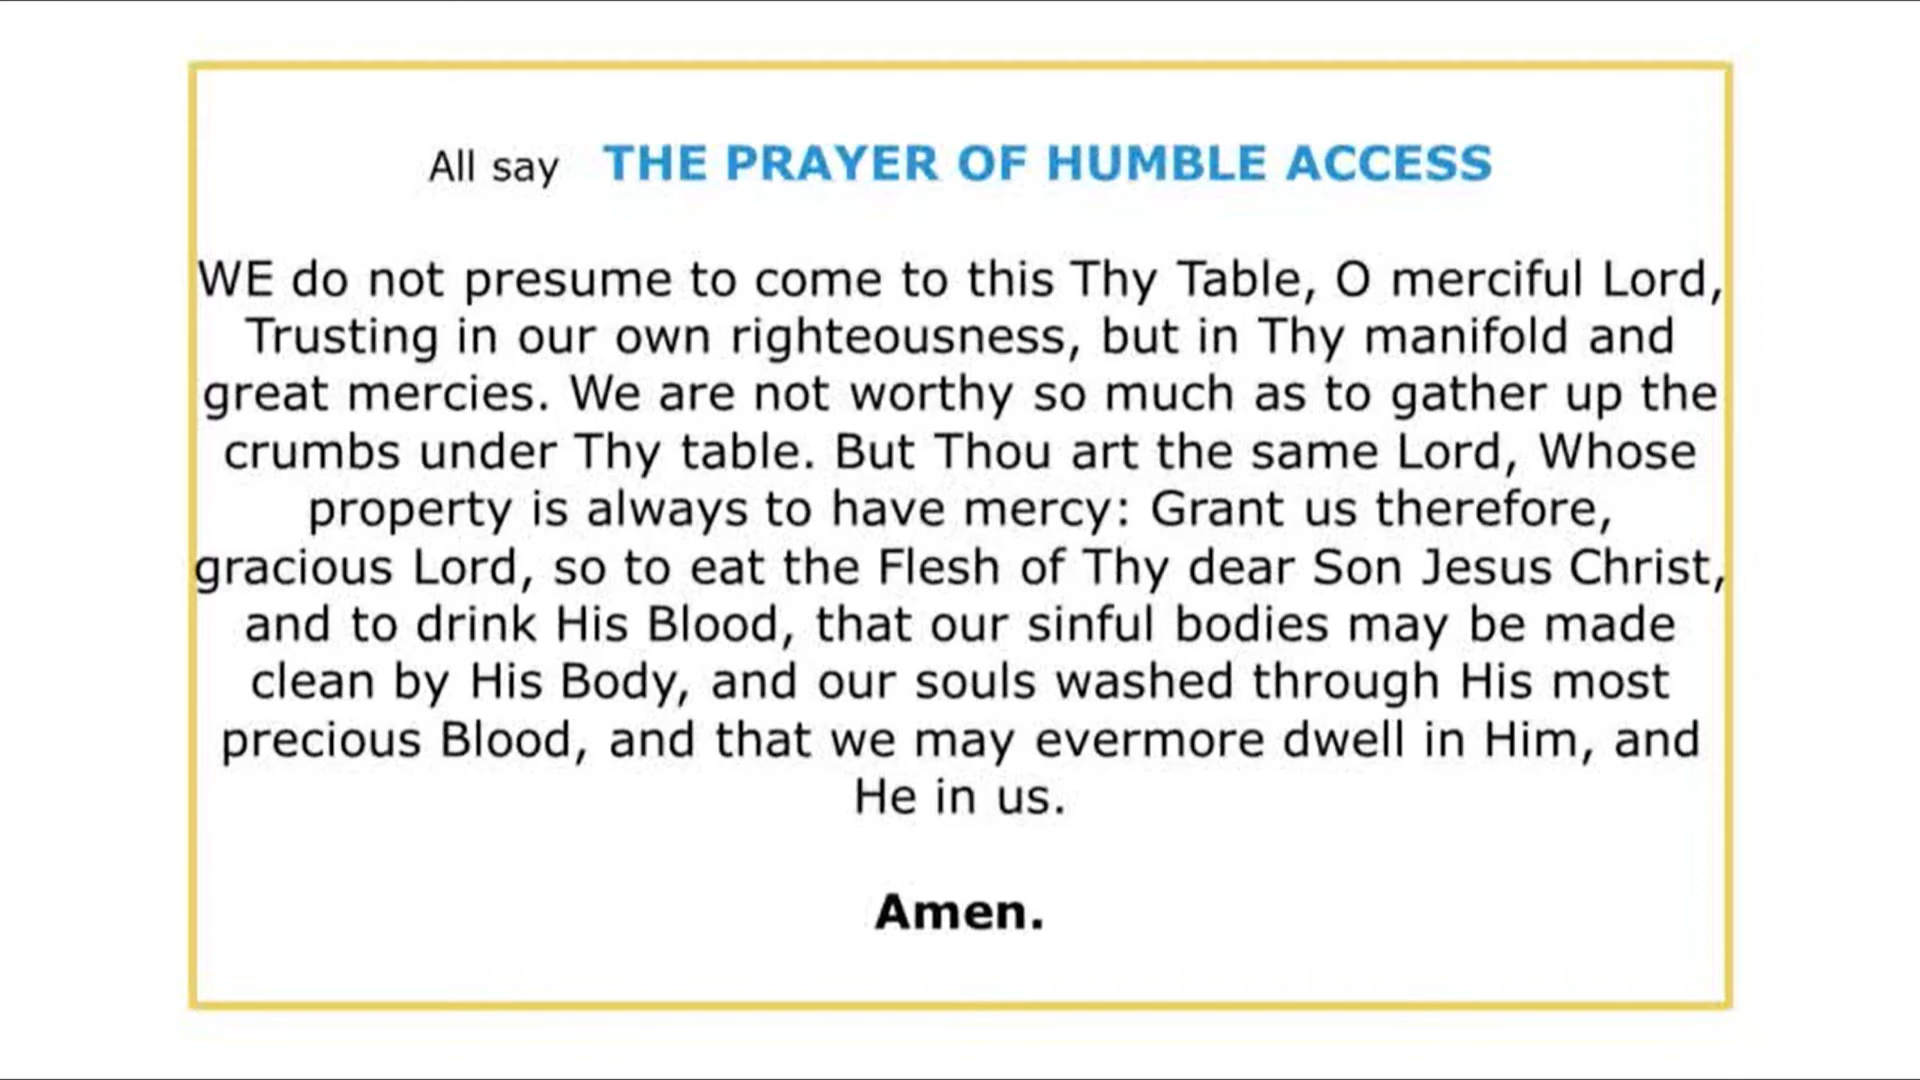 All say THE PRAYER OF HUMBLE ACCESS
WE do not presume to come to this Thy Table, O merciful Lord,
Trusting in our own righteousness, but in Thy manifold and
great mercies. We are not worthy so much as to gather up the
crumbs under Thy table. But Thou art the same Lord, Whose
property is always to have mercy: Grant us therefore,
gracious Lord, so to eat the Flesh of Thy dear Son Jesus Christ,
and to drink His Blood, that our sinful bodies may be made
clean by His Body, and our souls washed through His most
precious Blood, and that we may evermore dwell in Him, and
He in us.
Amen.